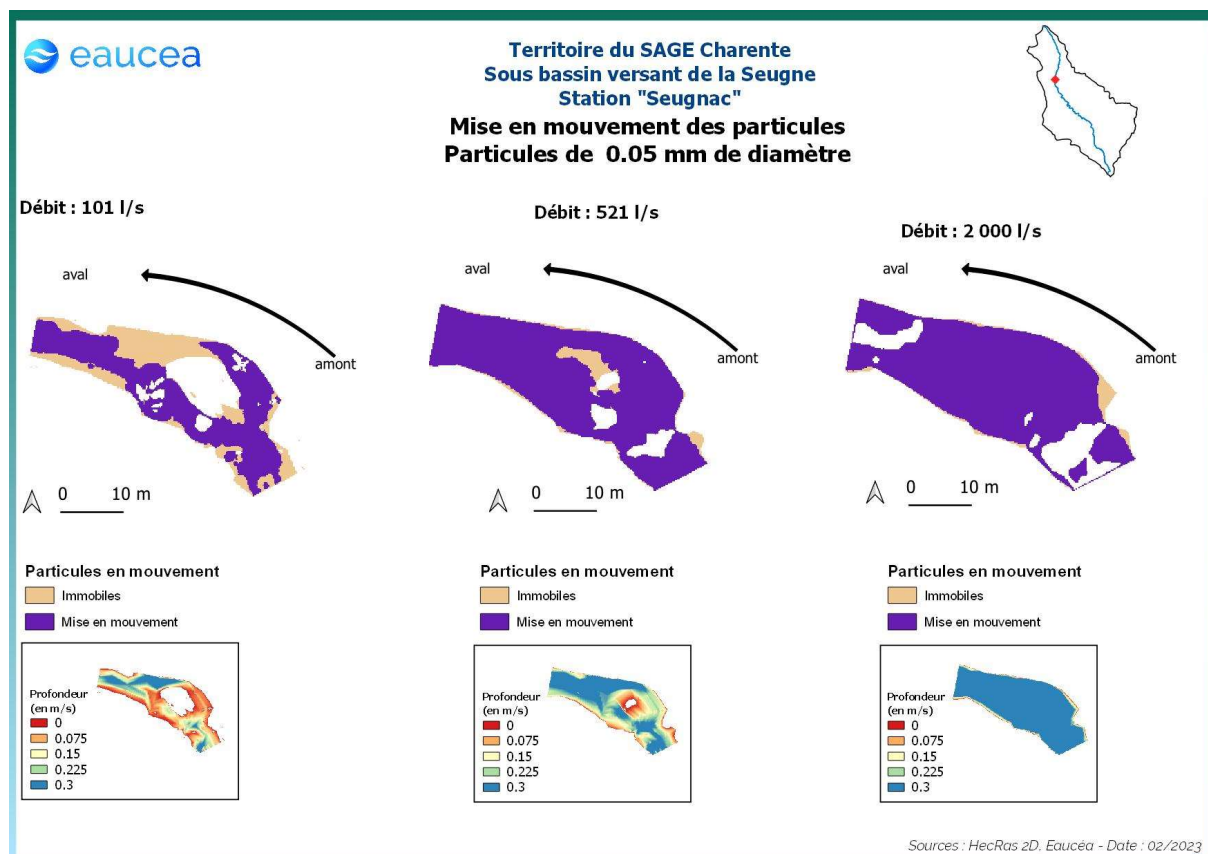 eaucea
Territoire du SAGE Charente
Sous bassin versant de la Seugne
Station "Seugnac"
Mise en mouvement des particules
Particules de 0.05 mm de diamètre
Débit : 101 l/s
aval
amont
0 10 m
Particules en mouvement
Immobiles
Mise en mouvement
Profondeur
(en m/s)
0
0.075
0.15
0.225
0.3
Débit : 521 l/s
aval
amont
0 10 m
Particules en mouvement
Immobiles
Mise en mouvement
Profondeur
(en m/s)
0
0.075
0.15
0.225
0.3
Débit : 2 000 l/s
aval
amont
0 10 m
Particules en mouvement
Immobiles
Mise en mouvement
Profondeur
(en m/s)
0
0.075
0.15
0.225
0.3
Sources : HecRas 2D. Eaucéa - Date : 02/2023